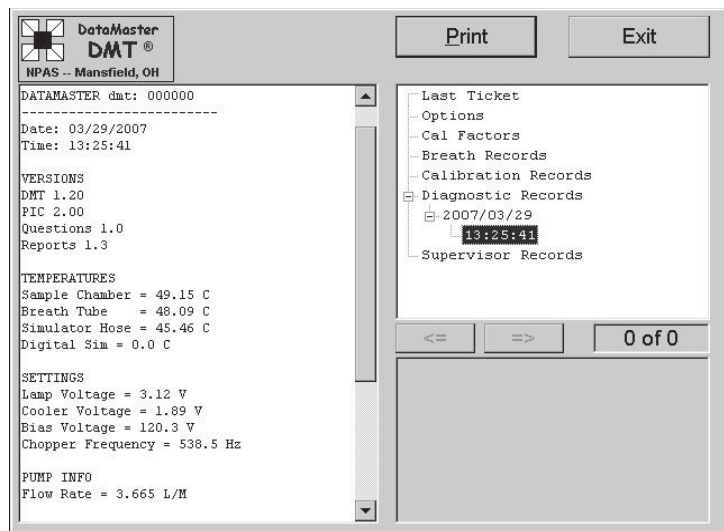 DataMaster
DMT ®
NPAS -- Mansfield, OH
Print
Exit
DATAMASTER dmt: 000000
-------------------------
Date: 03/29/2007
Time: 13:25:41
VERSIONS
DMT 1.20
PIC 2.00
Questions 1.0
Reports 1.3
TEMPERATURES
Sample Chamber = 49.15 C
Breath Tube = 48.09 C
Simulator Hose = 45.46 C
Digital Sim = 0.0 C
SETTINGS
Lamp Voltage = 3.12 V
Cooler Voltage = 1.89 V
Bias Voltage = 120.3 V
Chopper Frequency = 538.5 Hz
PUMP INFO
Flow Rate = 3.665 L/M
Last Ticket
Options
Cal Factors
Breath Records
Calibration Records
Diagnostic Records
2007/03/29
13:25:41
Supervisor Records
<= => 0 of 0